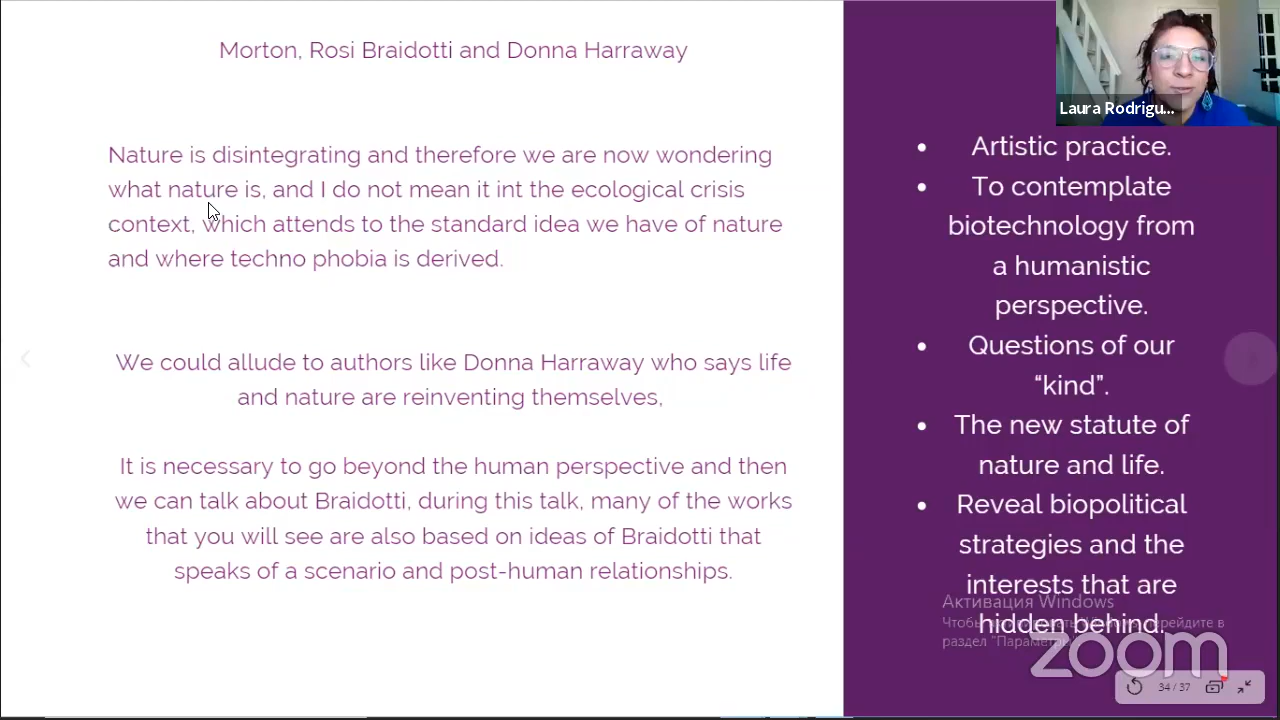 Morton, Rosi Braidotti and Donna Harraway
Nature is disintegrating and therefore we are now wondering
what nature is, and I do not mean it int the ecological crisis
context, which attends to the standard idea we have of nature
and where techno phobia is derived.
We could allude to authors like Donna Harraway who says life
and nature are reinventing themselves,
It is necessary to go beyond the human perspective and then
we can talk about Braidotti, during this talk, many of the works
that you will see are also based on ideas of Braidotti that
speaks of a scenario and post-human relationships.
Laura Rodrigu...
• Artistic practice.
• To contemplate
biotechnology from
a humanistic
perspective.
• Questions of our
“kind”.
• The new statute of
nature and life.
• Reveal biopolitical
strategies and the
interests that are
hidden behind.
Активация Windows
Чтобы Windows, перейдите в
раздел "Параметры"
zoom
34 / 37